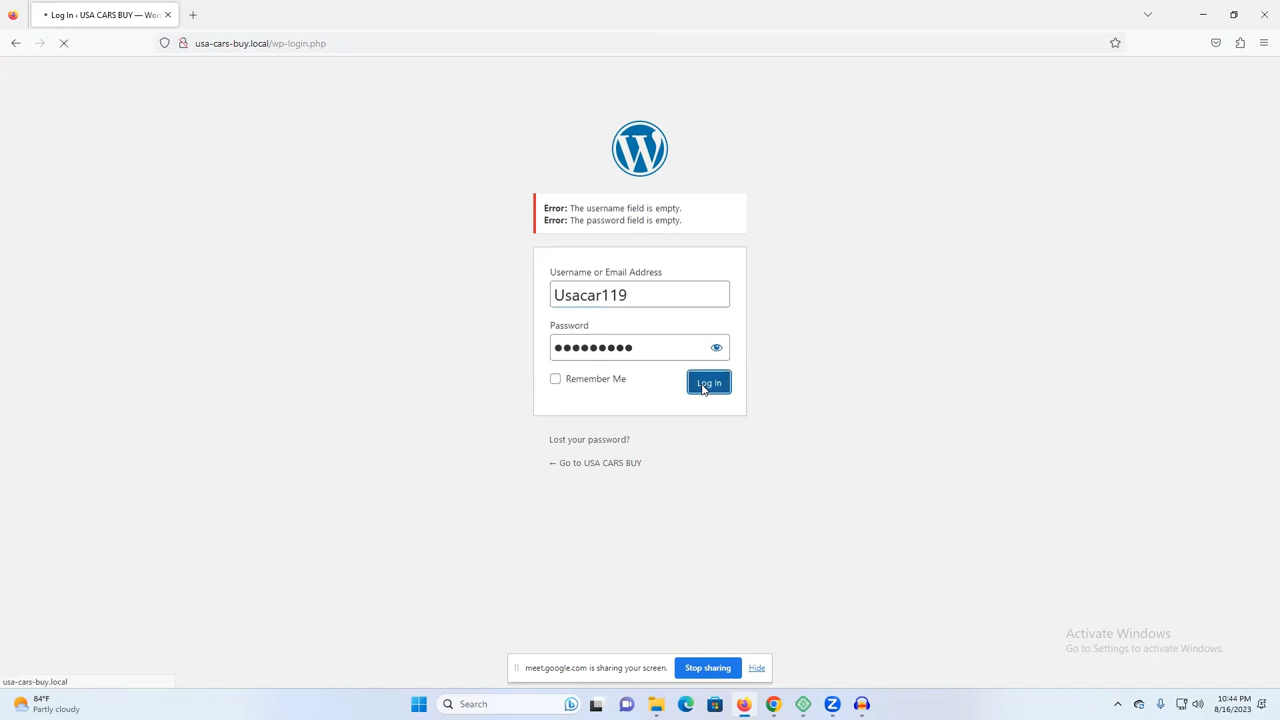 Log In ‹ USA CARS BUY — Wor
usa-cars-buy.local/wp-login.php
Error: The username field is empty.
Error: The password field is empty.
Username or Email Address
Usacar119
Password
Remember Me
Log In
Lost your password?
← Go to USA CARS BUY
Activate Windows
Go to Settings to activate Windows.
meet.google.com is sharing your screen.
Stop sharing
Hide
usa-cars-buy.local
84°F
Partly cloudy
Search
10:44 PM
8/16/2023